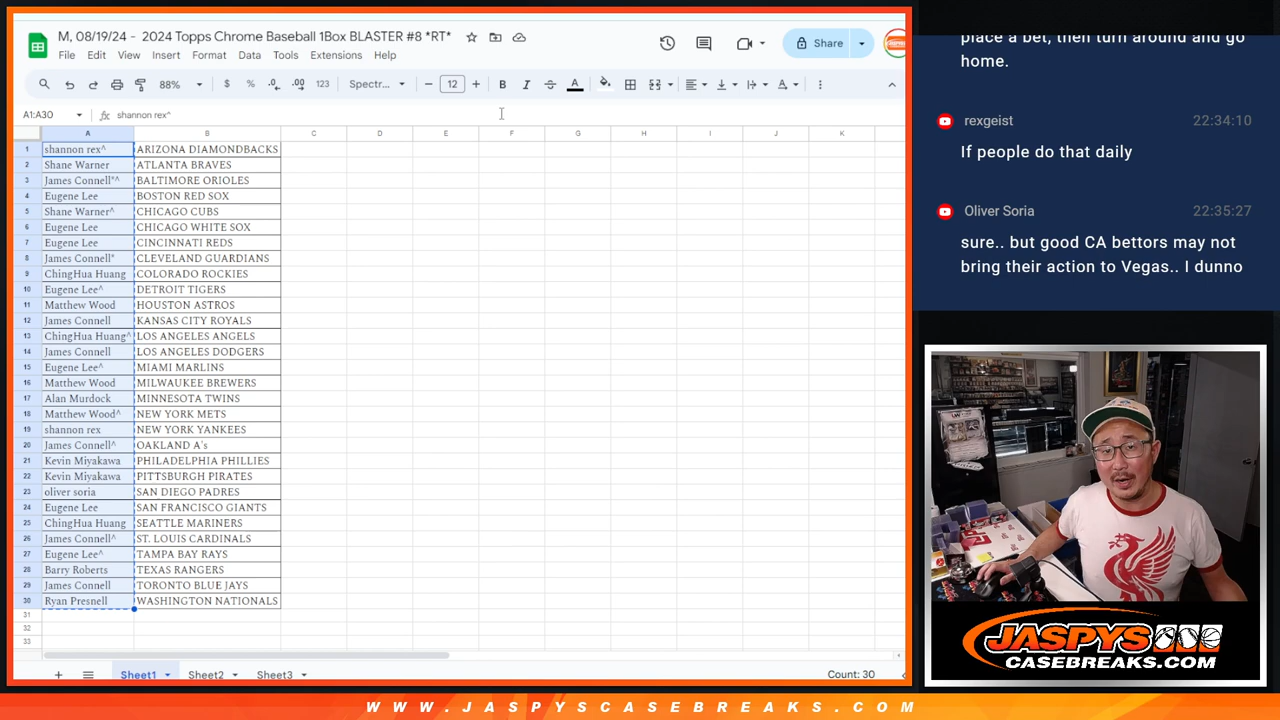 M, 08/19/24 - 2024 Topps Chrome Baseball 1Box BLASTER #8 *RT*
File Edit View Insert Format Data Tools Extensions Help
Share
88% $ % .0 .00 123 Spectr... 12 B I A
A1:A30 fx shannon rex^
A B C D E F G H I J K
1 shannon rex^ ARIZONA DIAMONDBACKS
2 Shane Warner ATLANTA BRAVES
3 James Connell*^ BALTIMORE ORIOLES
4 Eugene Lee BOSTON RED SOX
5 Shane Warner^ CHICAGO CUBS
6 Eugene Lee CHICAGO WHITE SOX
7 Eugene Lee CINCINNATI REDS
8 James Connell* CLEVELAND GUARDIANS
9 ChingHua Huang COLORADO ROCKIES
10 Eugene Lee^ DETROIT TIGERS
11 Matthew Wood HOUSTON ASTROS
12 James Connell KANSAS CITY ROYALS
13 ChingHua Huang^ LOS ANGELES ANGELS
14 James Connell LOS ANGELES DODGERS
15 Eugene Lee^ MIAMI MARLINS
16 Matthew Wood MILWAUKEE BREWERS
17 Alan Murdock MINNESOTA TWINS
18 Matthew Wood^ NEW YORK METS
19 shannon rex NEW YORK YANKEES
20 James Connell^ OAKLAND A's
21 Kevin Miyakawa PHILADELPHIA PHILLIES
22 Kevin Miyakawa PITTSBURGH PIRATES
23 oliver soria SAN DIEGO PADRES
24 Eugene Lee SAN FRANCISCO GIANTS
25 ChingHua Huang SEATTLE MARINERS
26 James Connell^ ST. LOUIS CARDINALS
27 Eugene Lee^ TAMPA BAY RAYS
28 Barry Roberts TEXAS RANGERS
29 James Connell TORONTO BLUE JAYS
30 Ryan Presnell WASHINGTON NATIONALS
31
32
33
Sheet1 Sheet2 Sheet3 Count: 30
place a bet, then turn around and go
home.
rexgeist 22:34:10
If people do that daily
Oliver Soria 22:35:27
sure.. but good CA bettors may not
bring their action to Vegas.. I dunno
JASPYS
CASEBREAKS.COM
WWW.JASPYSCASEBREAKS.COM